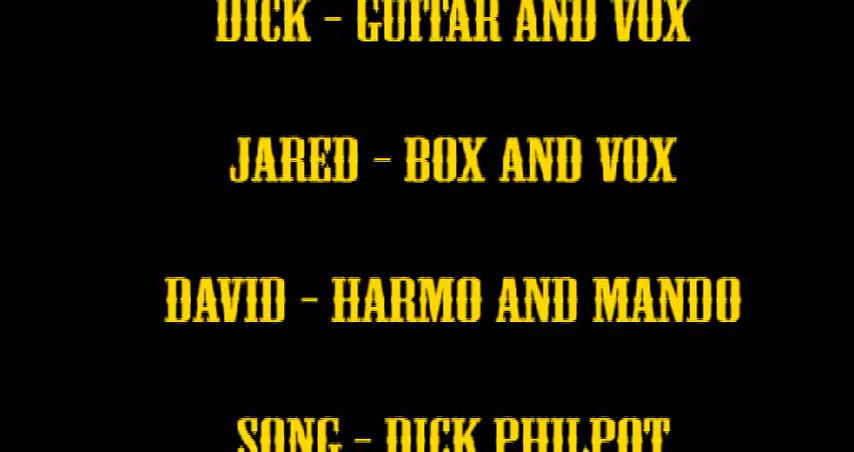 DICK - GUITAR AND VOX
JARED - BOX AND VOX
DAVID - HARMO AND MANDO
SONG - DICK PHILPOT